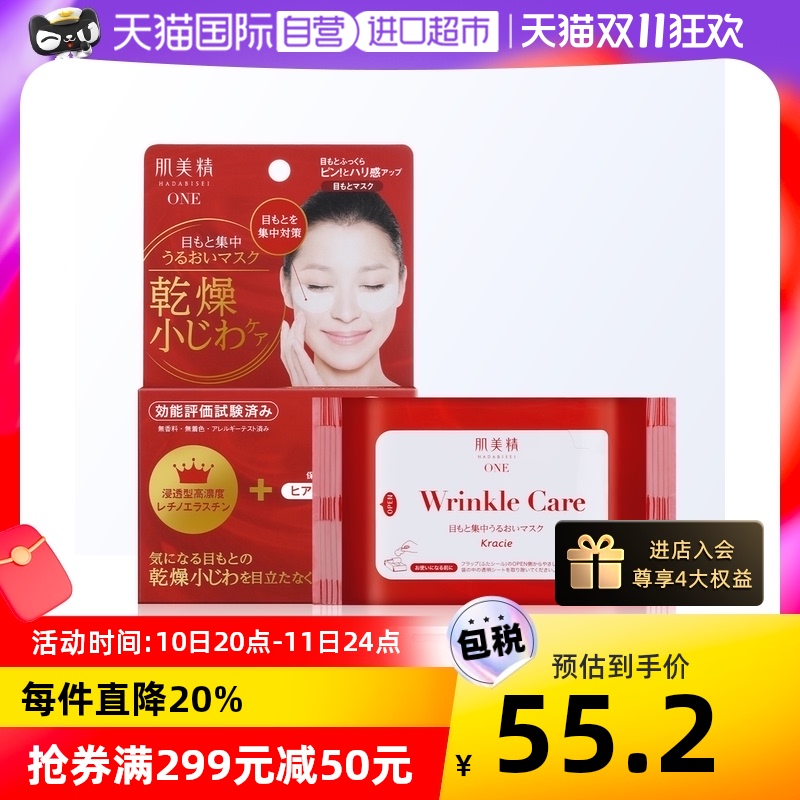 天猫国际 自营 进口超市 天猫双11狂欢
肌美精
HADABISEI
ONE
目もとふっくら
ピン!とハリ感アップ
目もとマスク
目もとを
集中対策
目もと集中
うるおいマスク
乾燥
小じわケア
効能評価試験済み
無香料・無着色・アレルギーテスト済み
浸透型高濃度
レチノエラスチン
+
ヒア
気になる目もとの
乾燥小じわを目立たなく
肌美精
HADABISEI
ONE
OPEN
Wrinkle Care
目もと集中うるおいマスク
Kracie
お使いになる前に
進店入会
尊享4大权益
活动时间:10日20点-11日24点
每件直降20%
抢券满299元减50元
包税
预估到手价
¥55.2